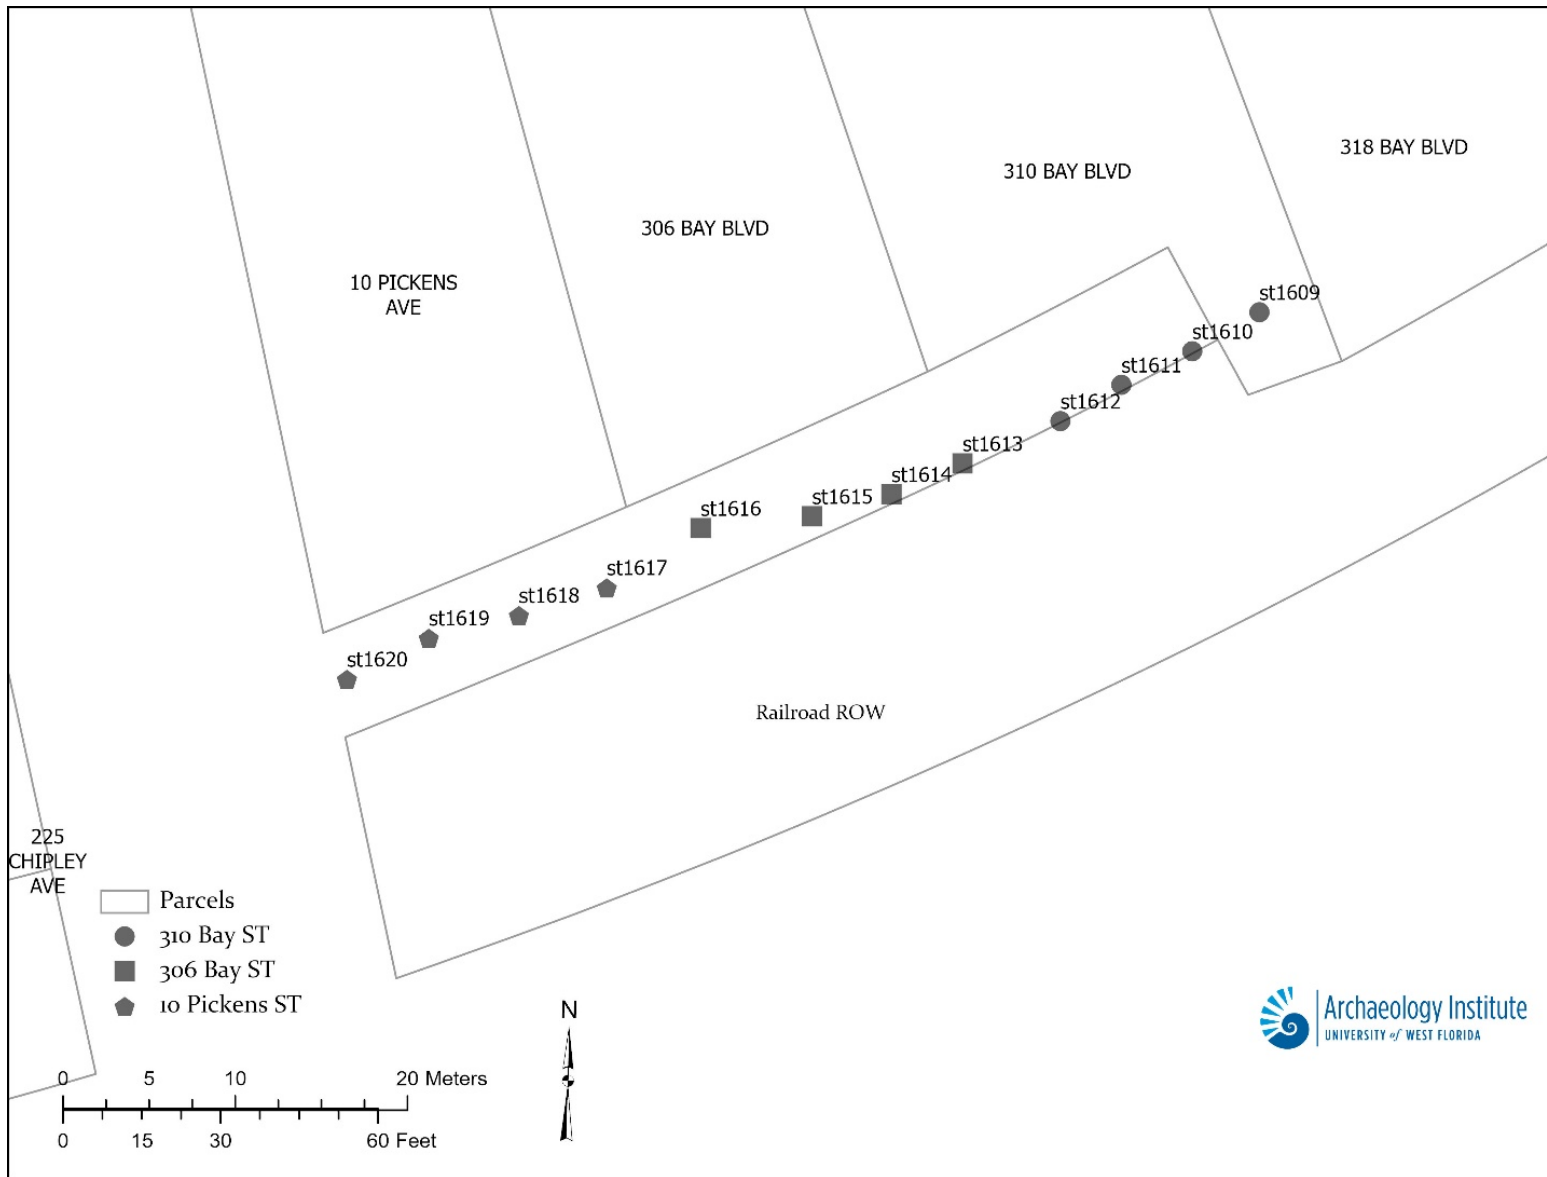 318 BAY BLVD
310 BAY BLVD
306 BAY BLVD
10 PICKENS
AVE
st1609
st1610
st1611
st1612
st1613
st1614
st1615
st1616
st1617
st1618
st1619
st1620
Railroad ROW
225
CHIPLEY
AVE
Parcels
310 Bay ST
306 Bay ST
10 Pickens ST
0 5 10 20 Meters
0 15 30 60 Feet
N
Archaeology Institute
UNIVERSITY of WEST FLORIDA